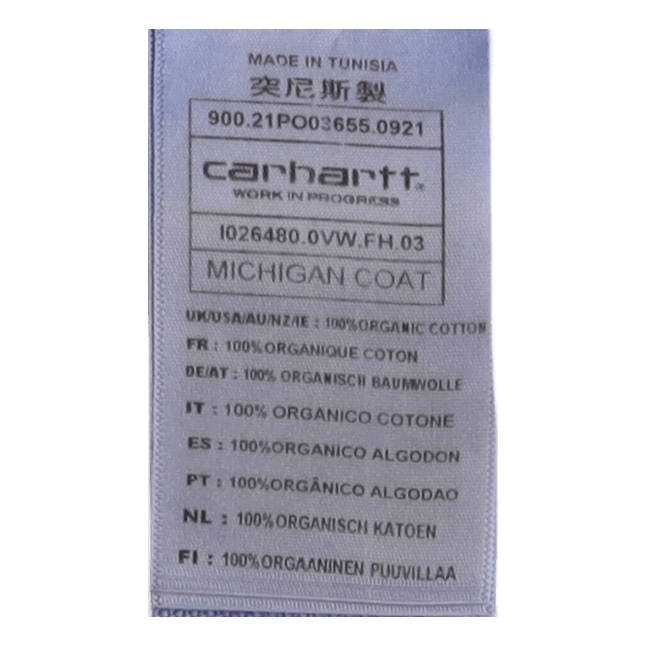 MADE IN TUNISIA
突尼斯製
900.21PO03655.0921
carhartt®
WORK IN PROGRESS
I026480.0VW.FH.03
MICHIGAN COAT
UK/USA/AU/NZ/IE : 100%ORGANIC COTTON
FR : 100%ORGANIQUE COTON
DE/AT : 100% ORGANISCH BAUMWOLLE
IT : 100% ORGANICO COTONE
ES : 100%ORGANICO ALGODON
PT : 100%ORGÂNICO ALGODAO
NL : 100%ORGANISCH KATOEN
FI : 100%ORGAANINEN PUUVILLAA